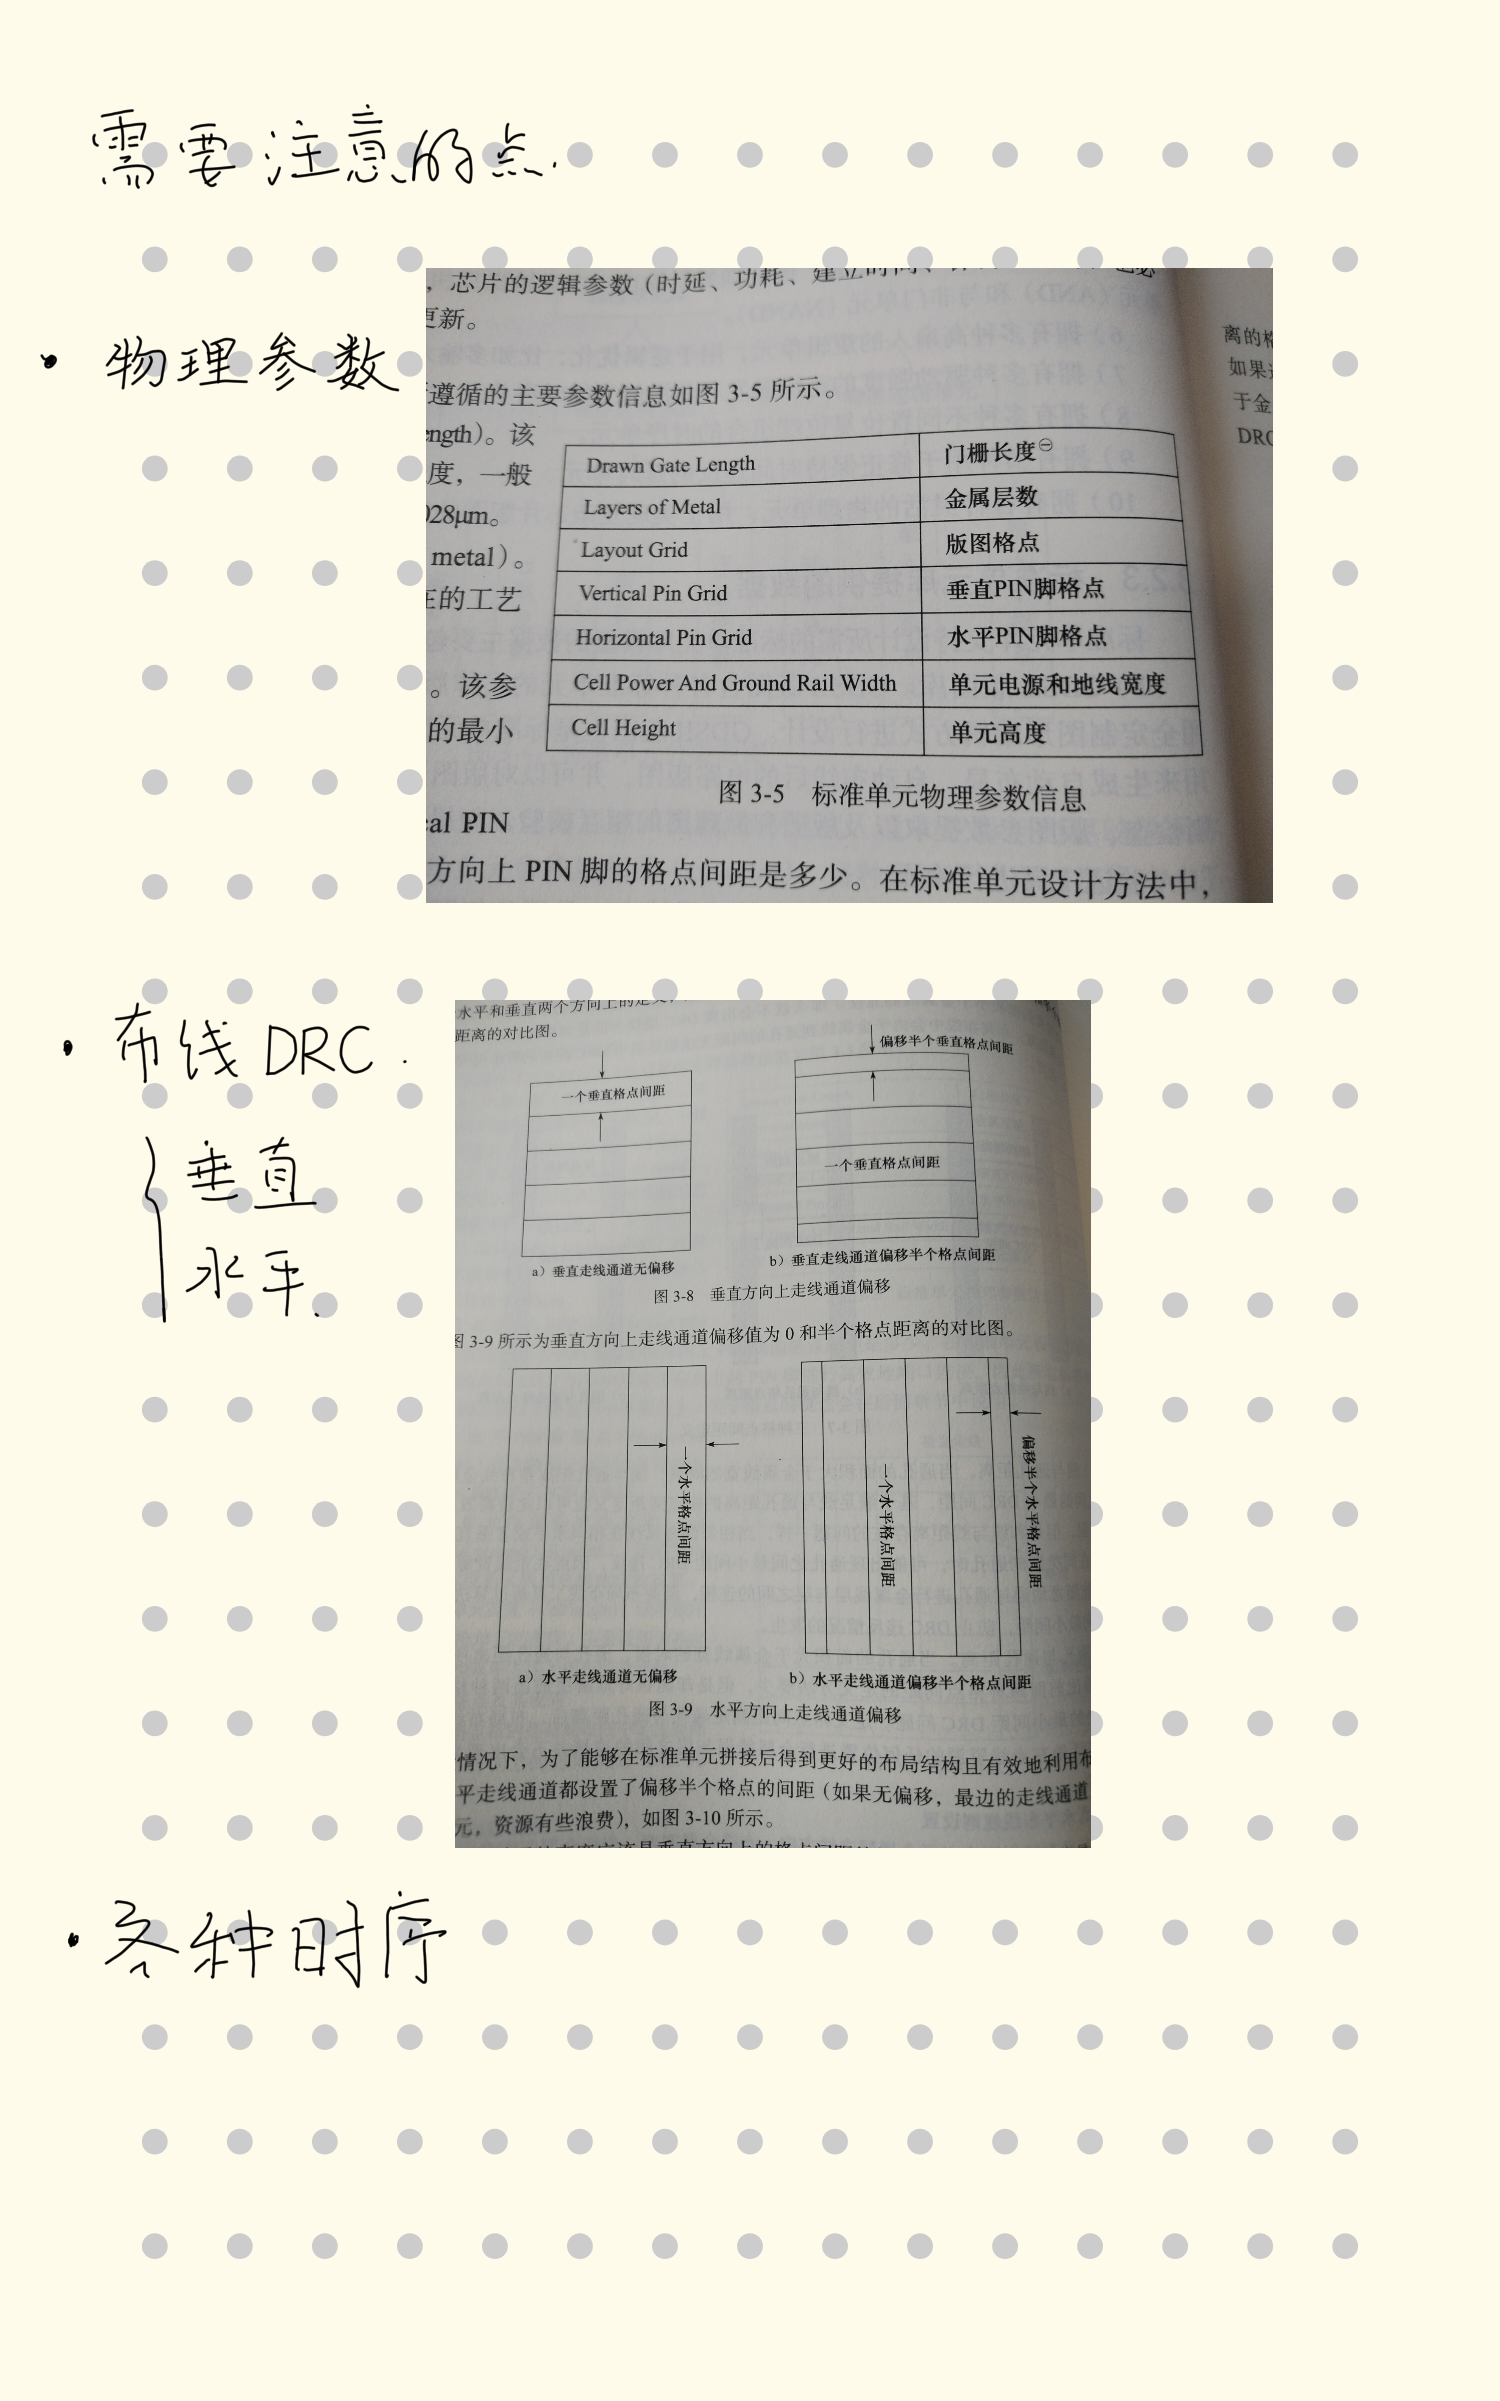 需要注意的点.
· 物理参数
，芯片的逻辑参数（时延、功耗、建立时间、
更新。
遵循的主要参数信息如图 3-5 所示。
ength）。该
度，一般
028μm。
metal）。
的工艺
。该参
的最小
Drawn Gate Length 门栅长度⊖
Layers of Metal 金属层数
Layout Grid 版图格点
Vertical Pin Grid 垂直PIN脚格点
Horizontal Pin Grid 水平PIN脚格点
Cell Power And Ground Rail Width 单元电源和地线宽度
Cell Height 单元高度
图 3-5 标准单元物理参数信息
cal PIN
方向上 PIN 脚的格点间距是多少。在标准单元设计方法中，
离的格
如果
于金
DRC
· 布线 DRC.
垂直
水平.
水平和垂直两个方向上的定义，
距离的对比图。
一个垂直格点间距
偏移半个垂直格点间距
一个垂直格点间距
a）垂直走线通道无偏移
b）垂直走线通道偏移半个格点间距
图 3-8 垂直方向上走线通道偏移
图 3-9 所示为垂直方向上走线通道偏移值为 0 和半个格点距离的对比图。
一个水平格点间距
一个水平格点间距
偏移半个水平格点间距
a）水平走线通道无偏移
b）水平走线通道偏移半个格点间距
图 3-9 水平方向上走线通道偏移
情况下，为了能够在标准单元拼接后得到更好的布局结构且有效地利用布
平走线通道都设置了偏移半个格点的间距（如果无偏移，最边的走线通道
元，资源有些浪费），如图 3-10 所示。
· 各种时序